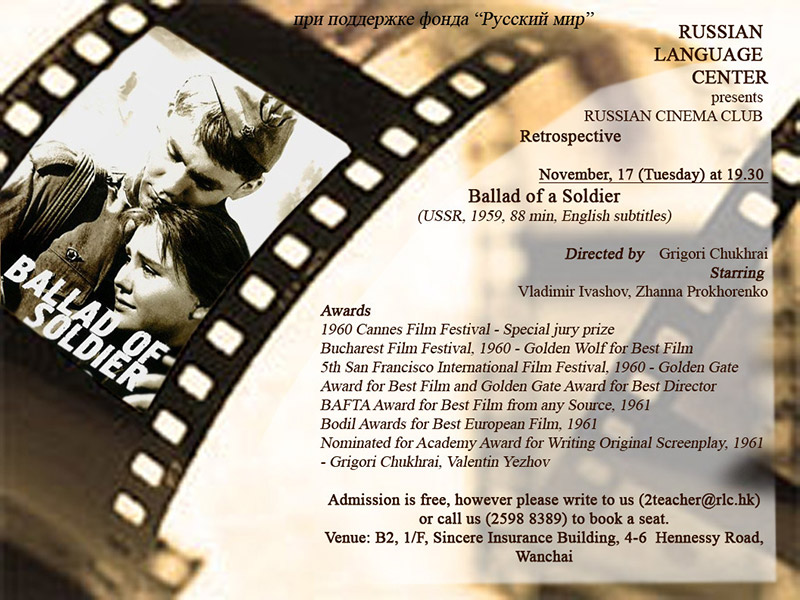 при поддержке фонда “Русский мир”
RUSSIAN
LANGUAGE
CENTER
presents
RUSSIAN CINEMA CLUB
Retrospective
November, 17 (Tuesday) at 19.30
Ballad of a Soldier
(USSR, 1959, 88 min, English subtitles)
Directed by Grigori Chukhrai
Starring
Vladimir Ivashov, Zhanna Prokhorenko
BALLAD OF
SOLDIER
Awards
1960 Cannes Film Festival - Special jury prize
Bucharest Film Festival, 1960 - Golden Wolf for Best Film
5th San Francisco International Film Festival, 1960 - Golden Gate
Award for Best Film and Golden Gate Award for Best Director
BAFTA Award for Best Film from any Source, 1961
Bodil Awards for Best European Film, 1961
Nominated for Academy Award for Writing Original Screenplay, 1961
- Grigori Chukhrai, Valentin Yezhov
Admission is free, however please write to us (2teacher@rlc.hk)
or call us (2598 8389) to book a seat.
Venue: B2, 1/F, Sincere Insurance Building, 4-6 Hennessy Road,
Wanchai